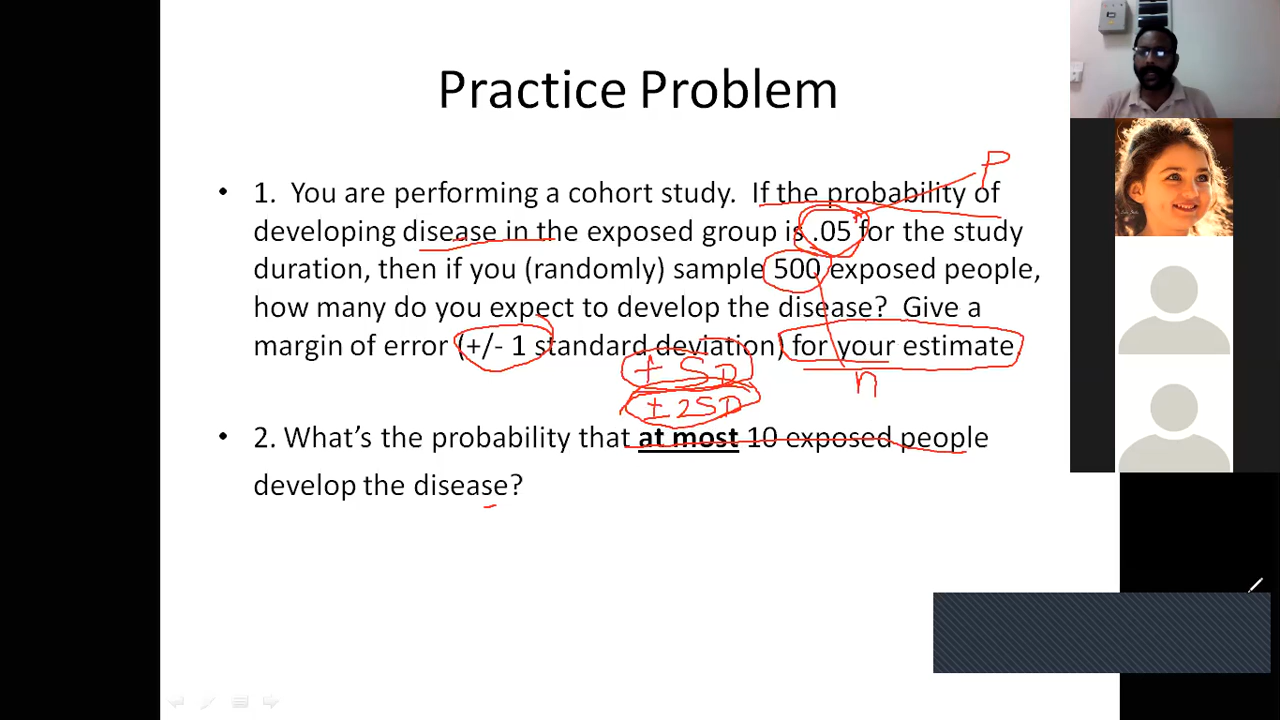 Practice Problem
P
• 1. You are performing a cohort study. If the probability of
developing disease in the exposed group is .05 for the study
duration, then if you (randomly) sample 500 exposed people,
how many do you expect to develop the disease? Give a
margin of error (+/- 1 standard deviation) for your estimate.
± SD
n
± 2SD
• 2. What's the probability that at most 10 exposed people
develop the disease?